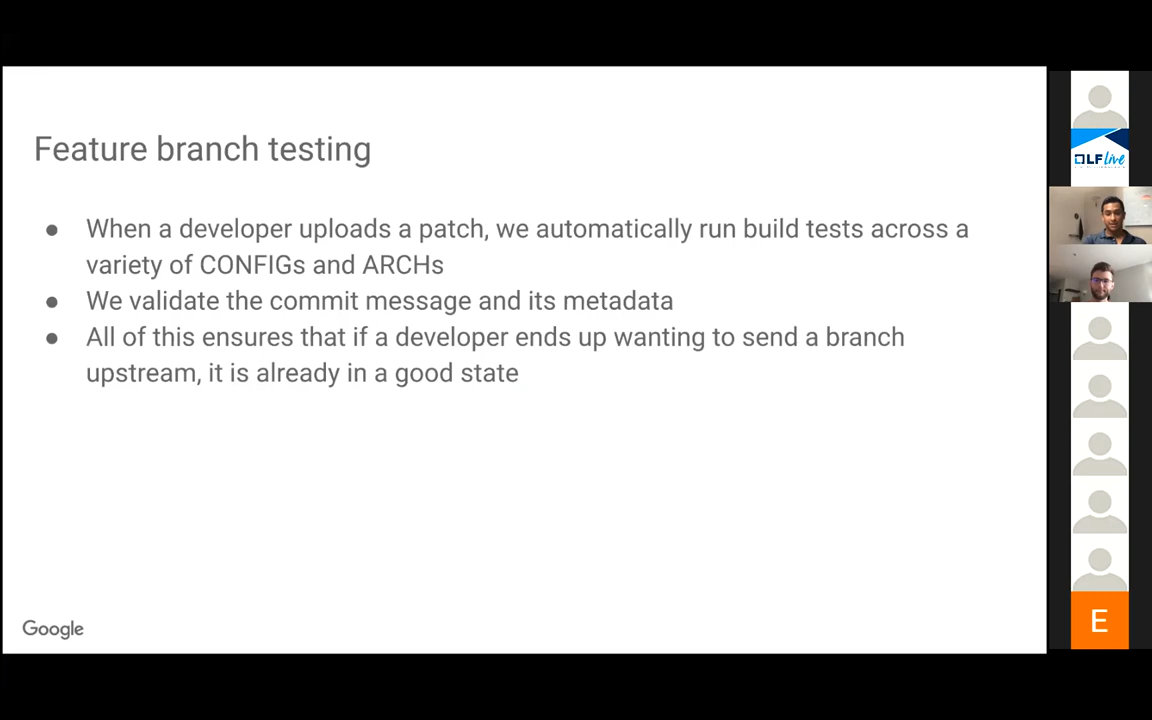 Feature branch testing
● When a developer uploads a patch, we automatically run build tests across a
variety of CONFIGs and ARCHs
● We validate the commit message and its metadata
● All of this ensures that if a developer ends up wanting to send a branch
upstream, it is already in a good state
Google
LF Live
E